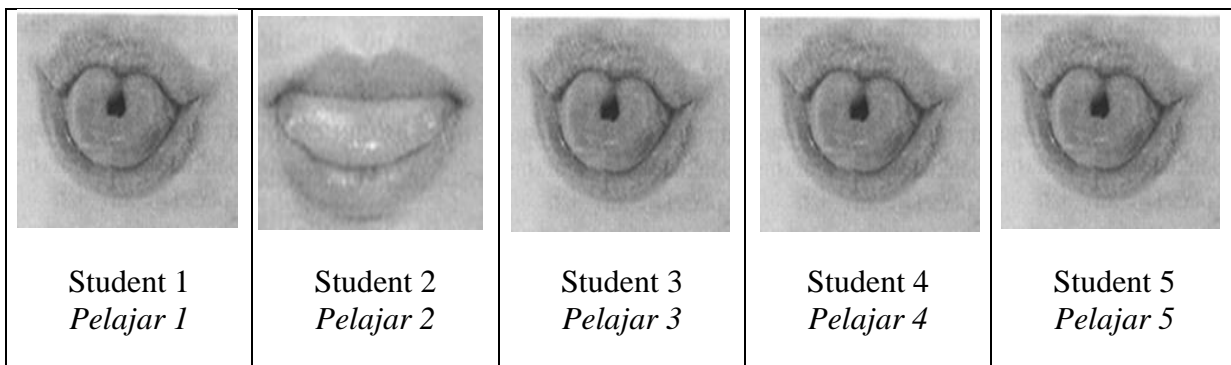 Student 1
Pelajar 1
Student 2
Pelajar 2
Student 3
Pelajar 3
Student 4
Pelajar 4
Student 5
Pelajar 5